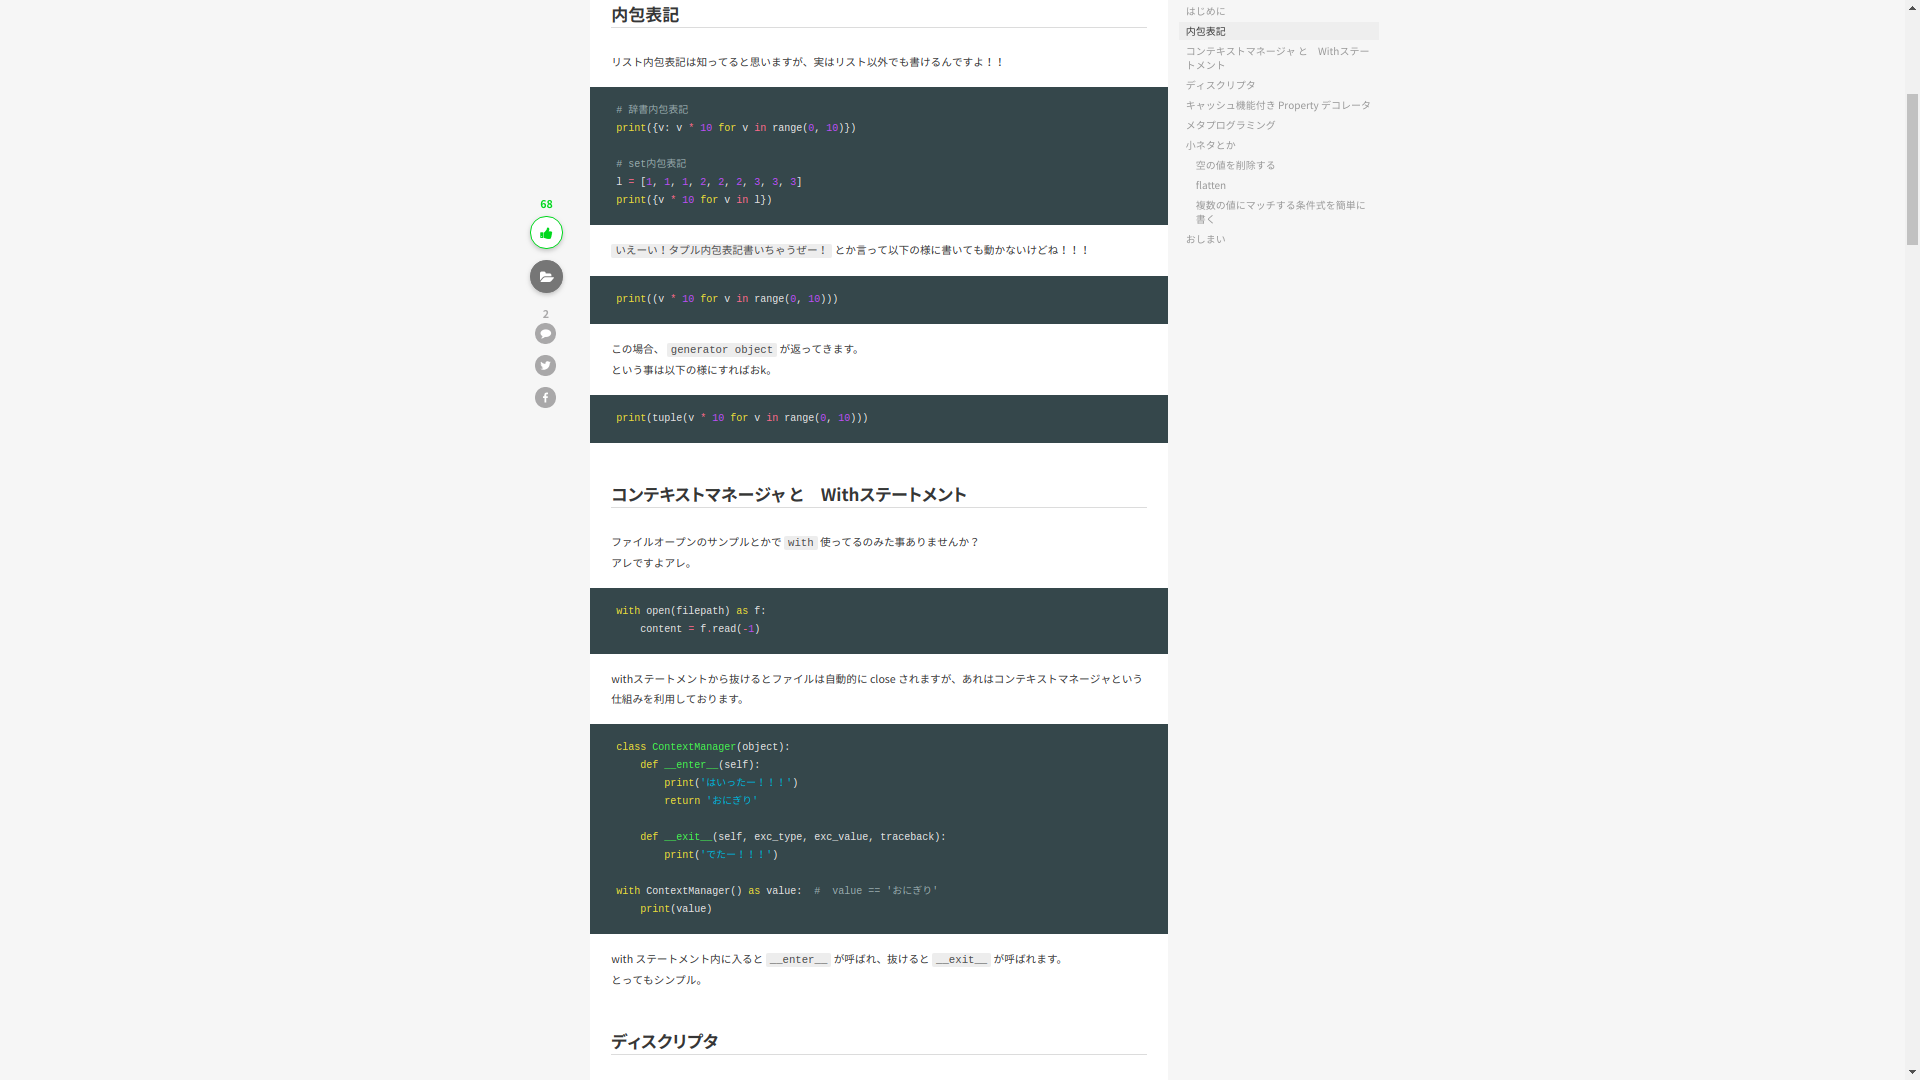 内包表記
リスト内包表記は知ってると思いますが、実はリスト以外でも書けるんですよ！！
# 辞書内包表記
print({v: v * 10 for v in range(0, 10)})
# set内包表記
l = [1, 1, 1, 2, 2, 2, 3, 3, 3]
print({v * 10 for v in l})
いえーい！タプル内包表記書いちゃうぜー！ とか言って以下の様に書いても動かないけどね！！！
print((v * 10 for v in range(0, 10)))
この場合、 generator object が返ってきます。
という事は以下の様にすればおk。
print(tuple(v * 10 for v in range(0, 10)))
コンテキストマネージャ と　Withステートメント
ファイルオープンのサンプルとかで with 使ってるのみた事ありませんか？
アレですよアレ。
with open(filepath) as f:
    content = f.read(-1)
withステートメントから抜けるとファイルは自動的に close されますが、あれはコンテキストマネージャという
仕組みを利用しております。
class ContextManager(object):
    def __enter__(self):
        print('はいったー！！！')
        return 'おにぎり'
    def __exit__(self, exc_type, exc_value, traceback):
        print('でたー！！！')
with ContextManager() as value:  #  value == 'おにぎり'
    print(value)
with ステートメント内に入ると __enter__ が呼ばれ、抜けると __exit__ が呼ばれます。
とってもシンプル。
ディスクリプタ
68
2
はじめに
内包表記
コンテキストマネージャ と　Withステー
トメント
ディスクリプタ
キャッシュ機能付き Property デコレータ
メタプログラミング
小ネタとか
空の値を削除する
flatten
複数の値にマッチする条件式を簡単に
書く
おしまい